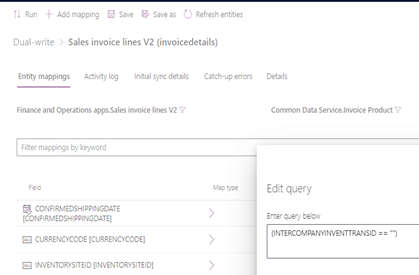 Run Add mapping Save Save as Refresh entities
Dual-write > Sales invoice lines V2 (invoicedetails)
Entity mappings Activity log Initial sync details Catch-up errors Details
Finance and Operations apps.Sales invoice lines V2 Common Data Service.Invoice Product
Filter mappings by keyword
Field Map type
CONFIRMEDSHIPPINGDATE
[CONFIRMEDSHIPPINGDATE]
CURRENCYCODE [CURRENCYCODE]
INVENTORYSITEID [INVENTORYSITEID]
Edit query
Enter query below
(INTERCOMPANYINVENTTRANSID == "")